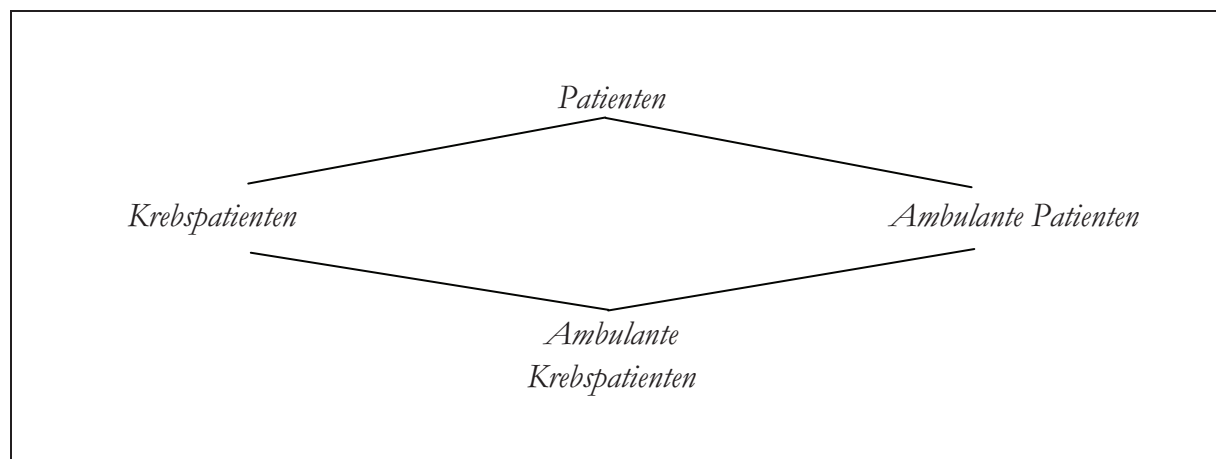 Patienten
Krebspatienten
Ambulante Patienten
Ambulante
Krebspatienten